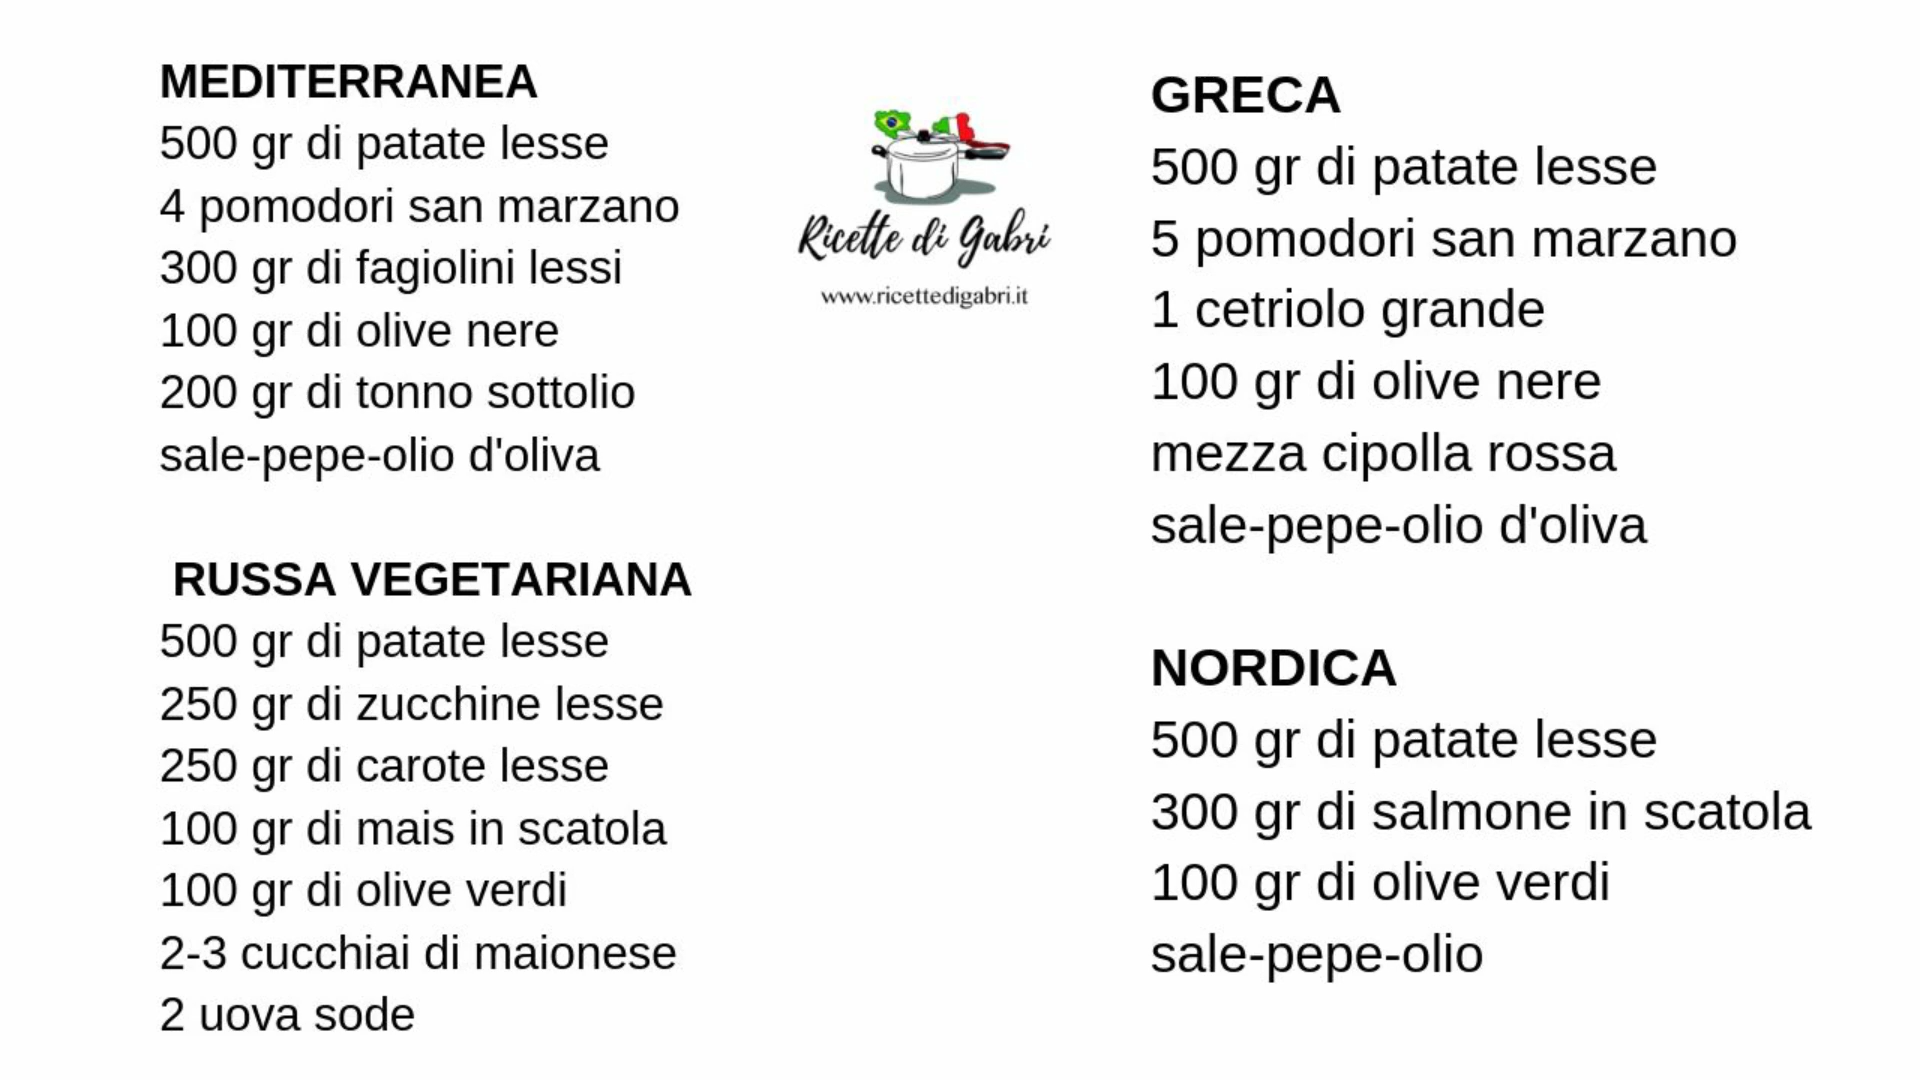 MEDITERRANEA
500 gr di patate lesse
4 pomodori san marzano
300 gr di fagiolini lessi
100 gr di olive nere
200 gr di tonno sottolio
sale-pepe-olio d'oliva
RUSSA VEGETARIANA
500 gr di patate lesse
250 gr di zucchine lesse
250 gr di carote lesse
100 gr di mais in scatola
100 gr di olive verdi
2-3 cucchiai di maionese
2 uova sode
Ricette di Gabri
www.ricettedigabri.it
GRECA
500 gr di patate lesse
5 pomodori san marzano
1 cetriolo grande
100 gr di olive nere
mezza cipolla rossa
sale-pepe-olio d'oliva
NORDICA
500 gr di patate lesse
300 gr di salmone in scatola
100 gr di olive verdi
sale-pepe-olio